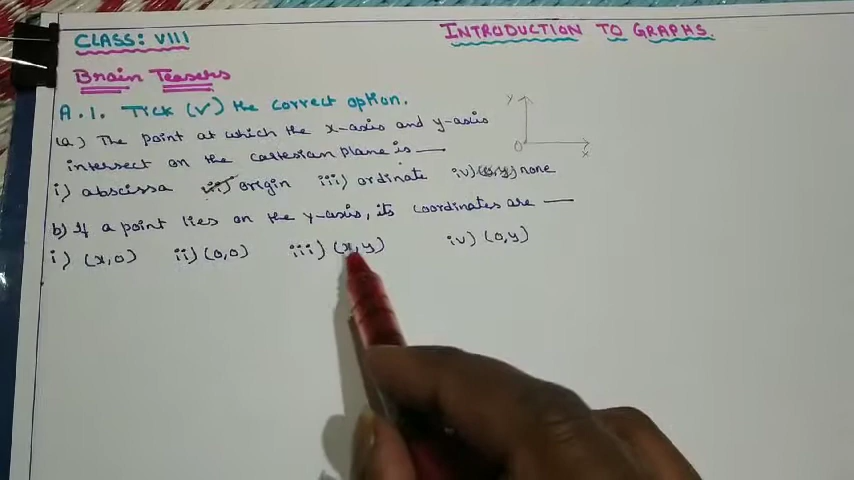 CLASS: VIII
INTRODUCTION TO GRAPHS
Brain Teasers
A.1. Tick (√) the correct option.
(a) The point at which the x-axis and y-axis
intersect on the cartesian plane is ___
i) abscissa ii) origin iii) ordinate iv) none
b) If a point lies on the y-axis, its coordinates are ___
i) (x,0) ii) (0,0) iii) (x,y) iv) (0,y)
Y
O
X